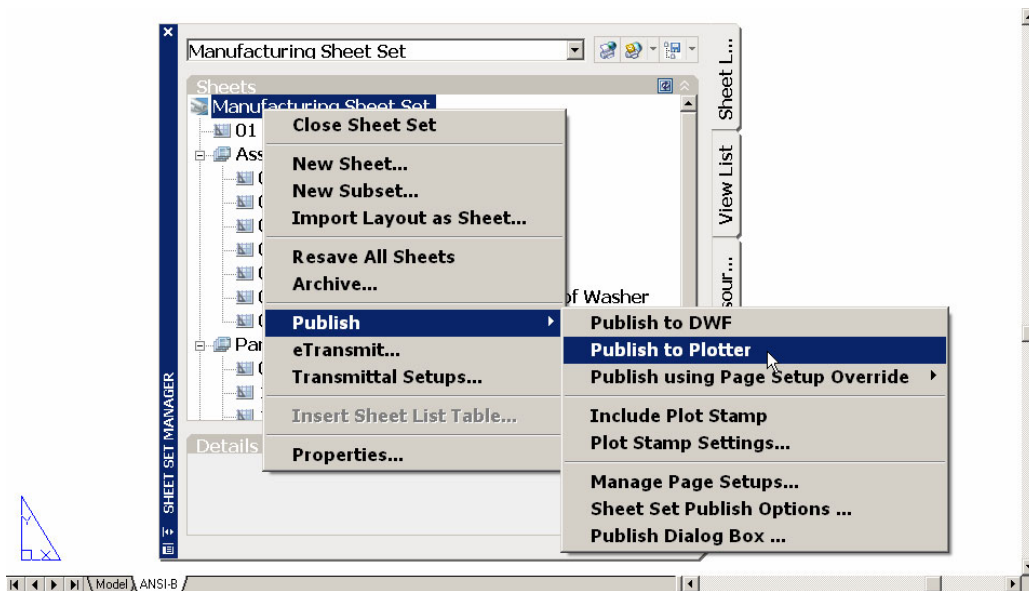 Manufacturing Sheet Set
Sheets
Manufacturing Sheet Set
01
Ass
Par
Details
SHEET SET MANAGER
Sheet L...
View List
sour...
Close Sheet Set
New Sheet...
New Subset...
Import Layout as Sheet...
Resave All Sheets
Archive...
of Washer
Publish
eTransmit...
Transmittal Setups...
Insert Sheet List Table...
Properties...
Publish to DWF
Publish to Plotter
Publish using Page Setup Override
Include Plot Stamp
Plot Stamp Settings...
Manage Page Setups...
Sheet Set Publish Options ...
Publish Dialog Box ...
Y
X
Model ANSI-B